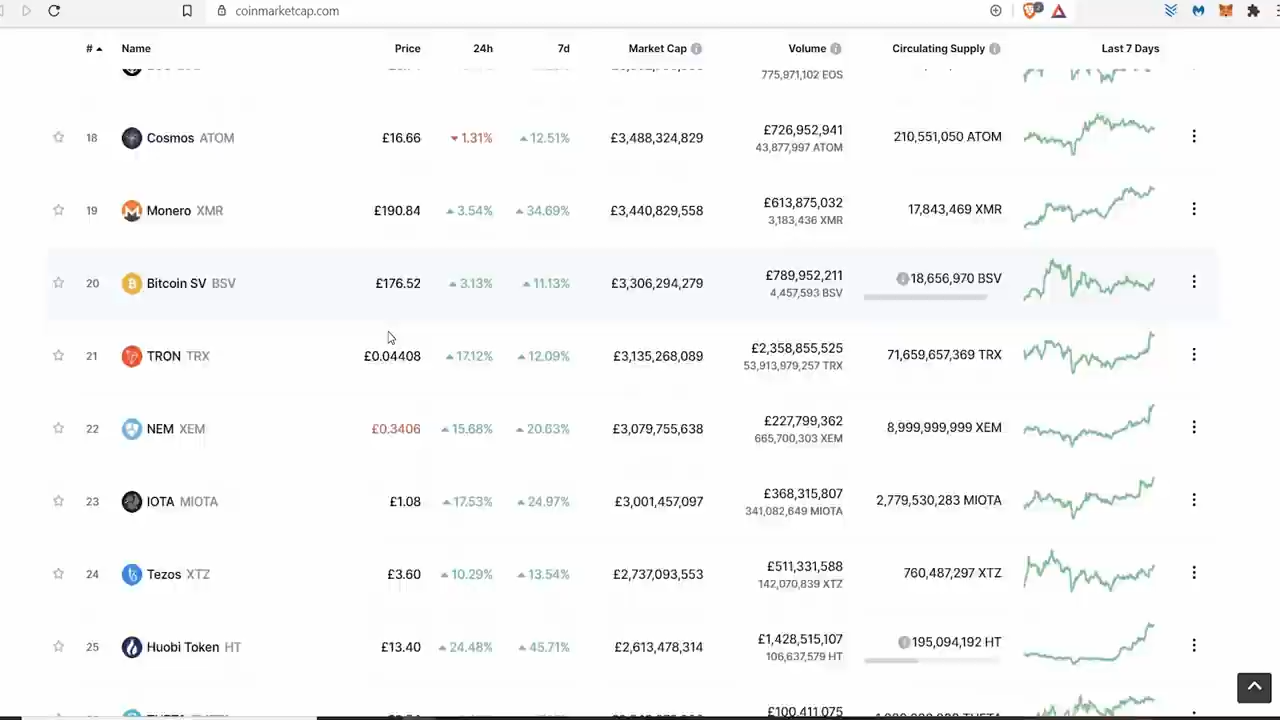 coinmarketcap.com
# Name Price 24h 7d Market Cap Volume Circulating Supply Last 7 Days
775,971,102 EOS
18 Cosmos ATOM £16.66 1.31% 12.51% £3,488,324,829 £726,952,941 210,551,050 ATOM
43,877,997 ATOM
19 Monero XMR £190.84 3.54% 34.69% £3,440,829,558 £613,875,032 17,843,469 XMR
3,183,436 XMR
20 Bitcoin SV BSV £176.52 3.13% 11.13% £3,306,294,279 £789,952,211 18,656,970 BSV
4,457,593 BSV
21 TRON TRX £0.04408 17.12% 12.09% £3,135,268,089 £2,358,855,525 71,659,657,369 TRX
53,913,979,257 TRX
22 NEM XEM £0.3406 15.68% 20.63% £3,079,755,638 £227,799,362 8,999,999,999 XEM
665,700,303 XEM
23 IOTA MIOTA £1.08 17.53% 24.97% £3,001,457,097 £368,315,807 2,779,530,283 MIOTA
341,082,649 MIOTA
24 Tezos XTZ £3.60 10.29% 13.54% £2,737,093,553 £511,331,588 760,487,297 XTZ
142,070,839 XTZ
25 Huobi Token HT £13.40 24.48% 45.71% £2,613,478,314 £1,428,515,107 195,094,192 HT
106,637,579 HT
£100,411,075